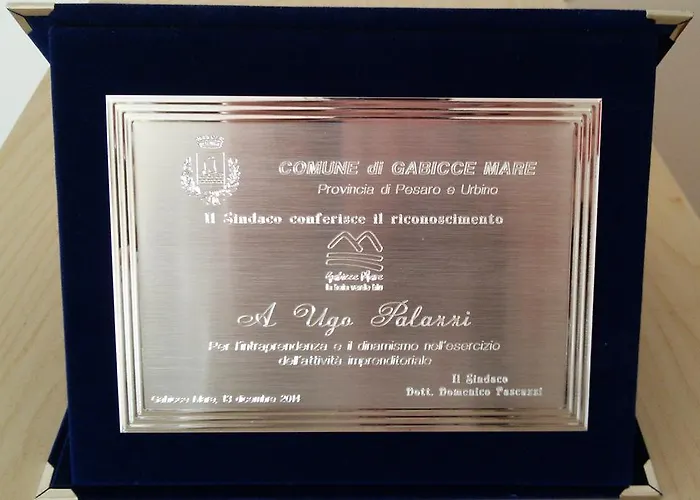 COMUNE di GABICCE MARE
Provincia di Pesaro e Urbino
Il Sindaco conferisce il riconoscimento
Gabicce Mare
A Ugo Palazzi
Per l'intraprendenza e il dinamismo nell'esercizio
dell'attività imprenditoriale
Il Sindaco
Dott. Domenico Pascuzzi
Gabicce Mare, 13 dicembre 2014